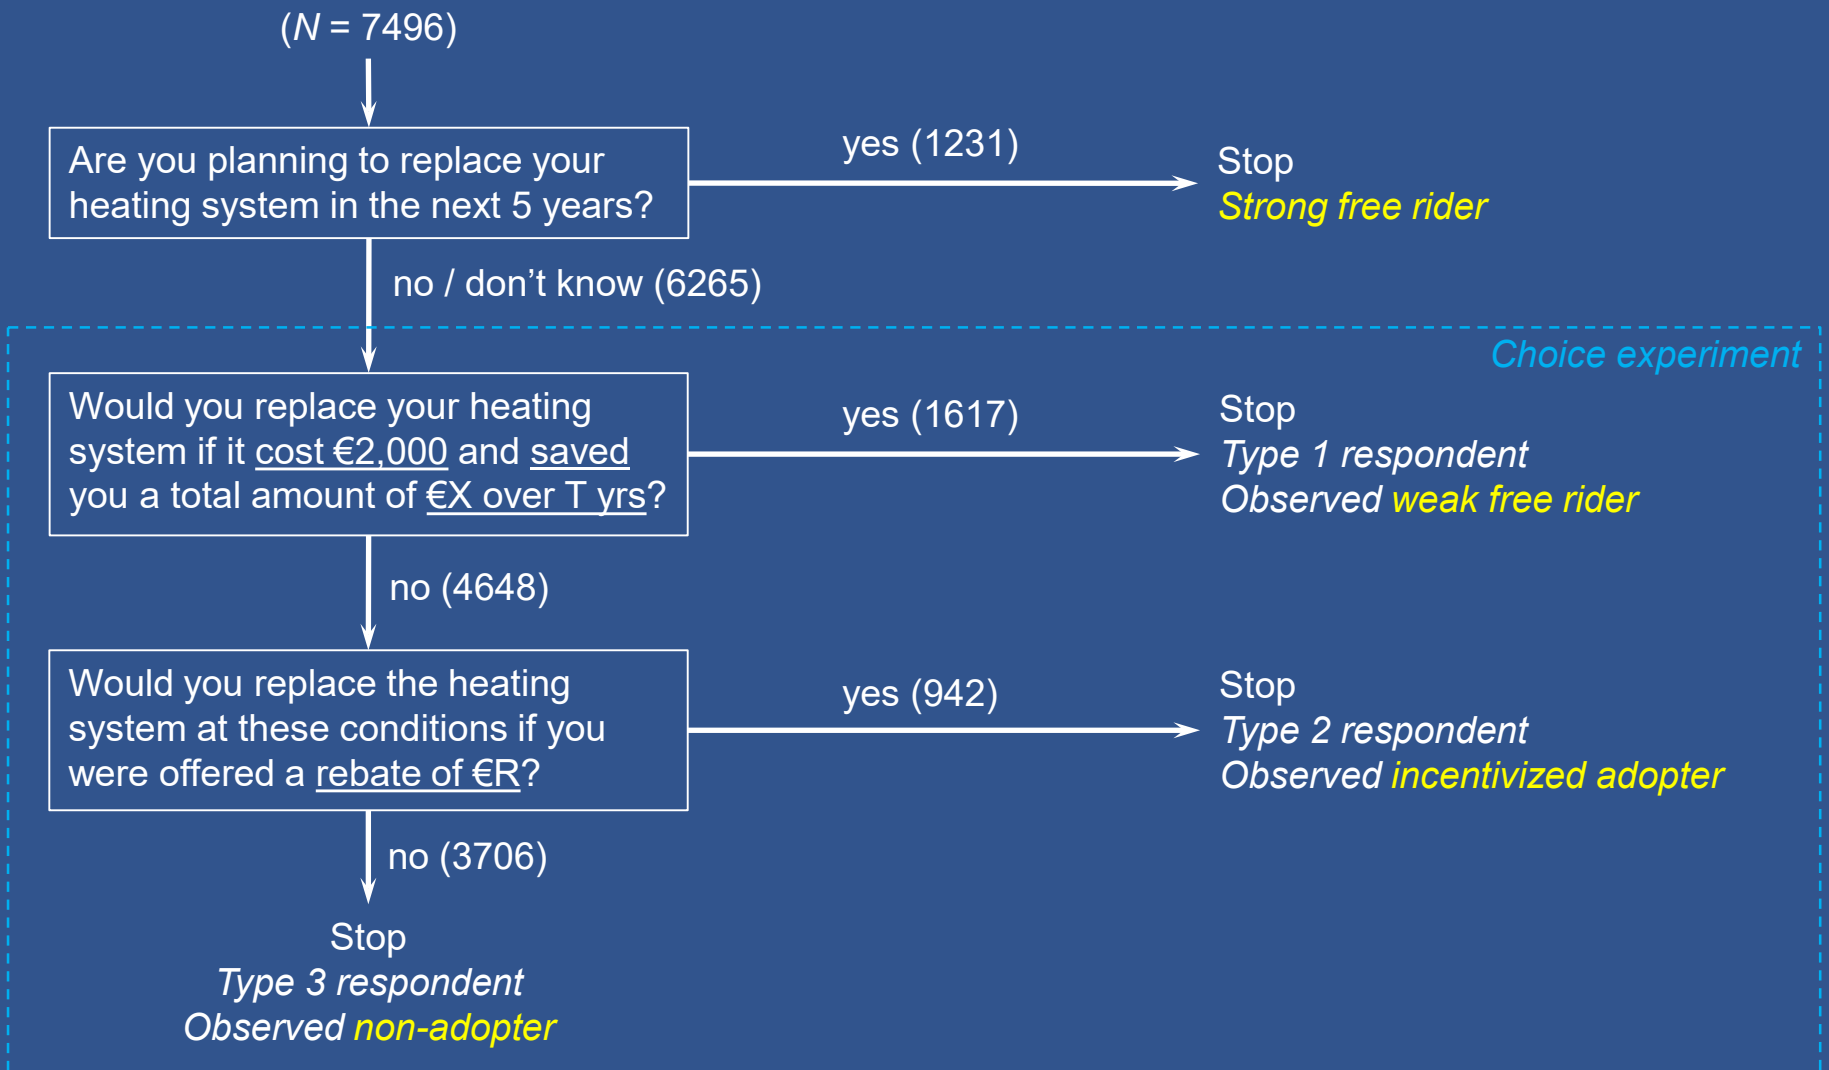 (N = 7496)
Are you planning to replace your
heating system in the next 5 years?
yes (1231)
Stop
Strong free rider
no / don’t know (6265)
Choice experiment
Would you replace your heating
system if it cost €2,000 and saved
you a total amount of €X over T yrs?
yes (1617)
Stop
Type 1 respondent
Observed weak free rider
no (4648)
Would you replace the heating
system at these conditions if you
were offered a rebate of €R?
yes (942)
Stop
Type 2 respondent
Observed incentivized adopter
no (3706)
Stop
Type 3 respondent
Observed non-adopter